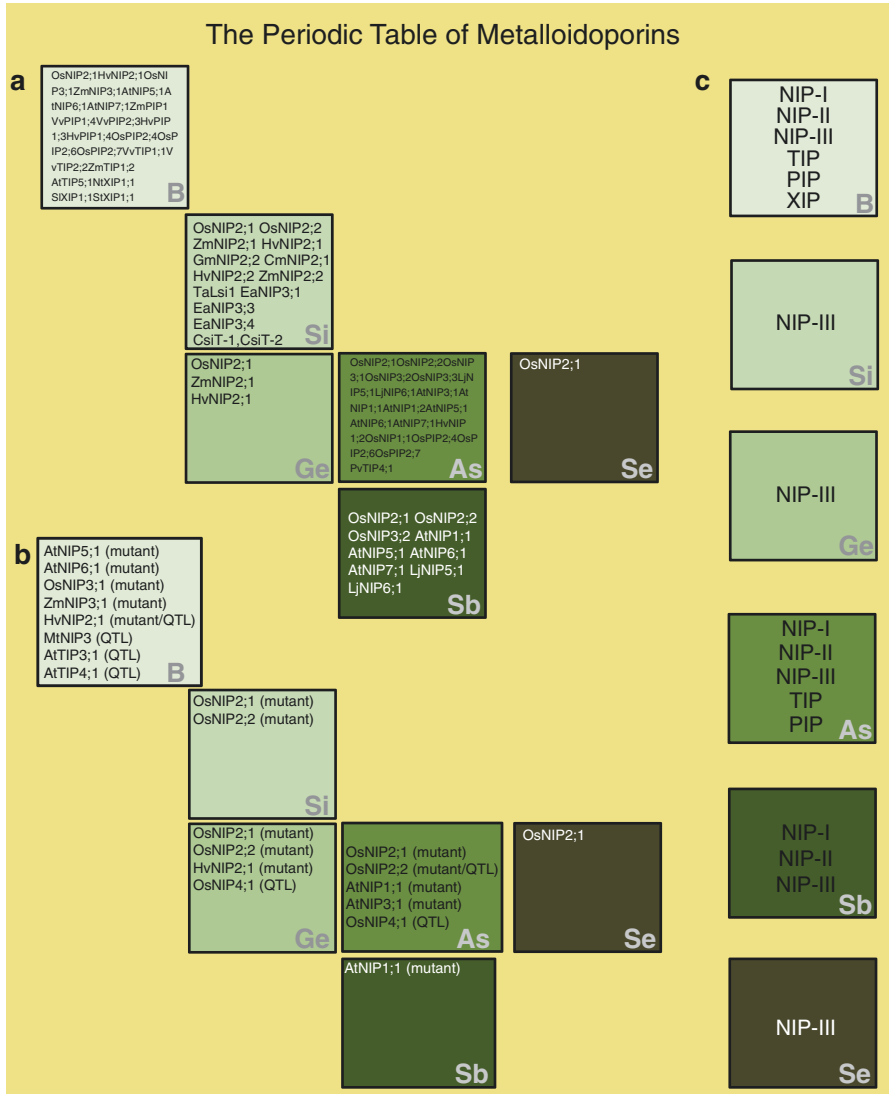 The Periodic Table of Metalloidoporins
a
OsNIP2;1HvNIP2;1OsNI
P3;1ZmNIP3;1AtNIP5;1A
tNIP6;1AtNIP7;1ZmPIP1
VvPIP1;4VvPIP2;3HvPIP
1;3HvPIP1;4OsPIP2;4OsP
IP2;6OsPIP2;7VvTIP1;1V
vTIP2;2ZmTIP1;2
AtTIP5;1NtXIP1;1
SlXIP1;1StXIP1;1
B
OsNIP2;1 OsNIP2;2
ZmNIP2;1 HvNIP2;1
GmNIP2;2 CmNIP2;1
HvNIP2;2 ZmNIP2;2
TaLsi1 EaNIP3;1
EaNIP3;3
EaNIP3;4
CsiT-1,CsiT-2
Si
OsNIP2;1
ZmNIP2;1
HvNIP2;1
Ge
OsNIP2;1OsNIP2;2OsNIP
3;1OsNIP3;2OsNIP3;3LjN
IP5;1LjNIP6;1AtNIP3;1At
NIP1;1AtNIP1;2AtNIP5;1
AtNIP6;1AtNIP7;1HvNIP
1;2OsNIP1;1OsPIP2;4OsP
IP2;6OsPIP2;7
PvTIP4;1
As
OsNIP2;1
Se
OsNIP2;1 OsNIP2;2
OsNIP3;2 AtNIP1;1
AtNIP5;1 AtNIP6;1
AtNIP7;1 LjNIP5;1
LjNIP6;1
Sb
b
AtNIP5;1 (mutant)
AtNIP6;1 (mutant)
OsNIP3;1 (mutant)
ZmNIP3;1 (mutant)
HvNIP2;1 (mutant/QTL)
MtNIP3 (QTL)
AtTIP3;1 (QTL)
AtTIP4;1 (QTL)
B
OsNIP2;1 (mutant)
OsNIP2;2 (mutant)
Si
OsNIP2;1 (mutant)
OsNIP2;2 (mutant)
HvNIP2;1 (mutant)
OsNIP4;1 (QTL)
Ge
OsNIP2;1 (mutant)
OsNIP2;2 (mutant/QTL)
AtNIP1;1 (mutant)
AtNIP3;1 (mutant)
OsNIP4;1 (QTL)
As
OsNIP2;1
Se
AtNIP1;1 (mutant)
Sb
c
NIP-I
NIP-II
NIP-III
TIP
PIP
XIP
B
NIP-III
Si
NIP-III
Ge
NIP-I
NIP-II
NIP-III
TIP
PIP
As
NIP-I
NIP-II
NIP-III
Sb
NIP-III
Se